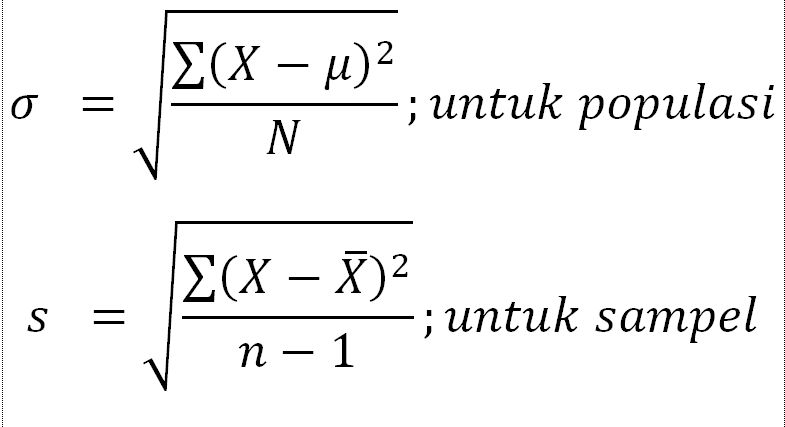 σ = √(∑(X − μ)²/N) ; untuk populasi
s = √(∑(X − X̄)²/(n − 1)) ; untuk sampel